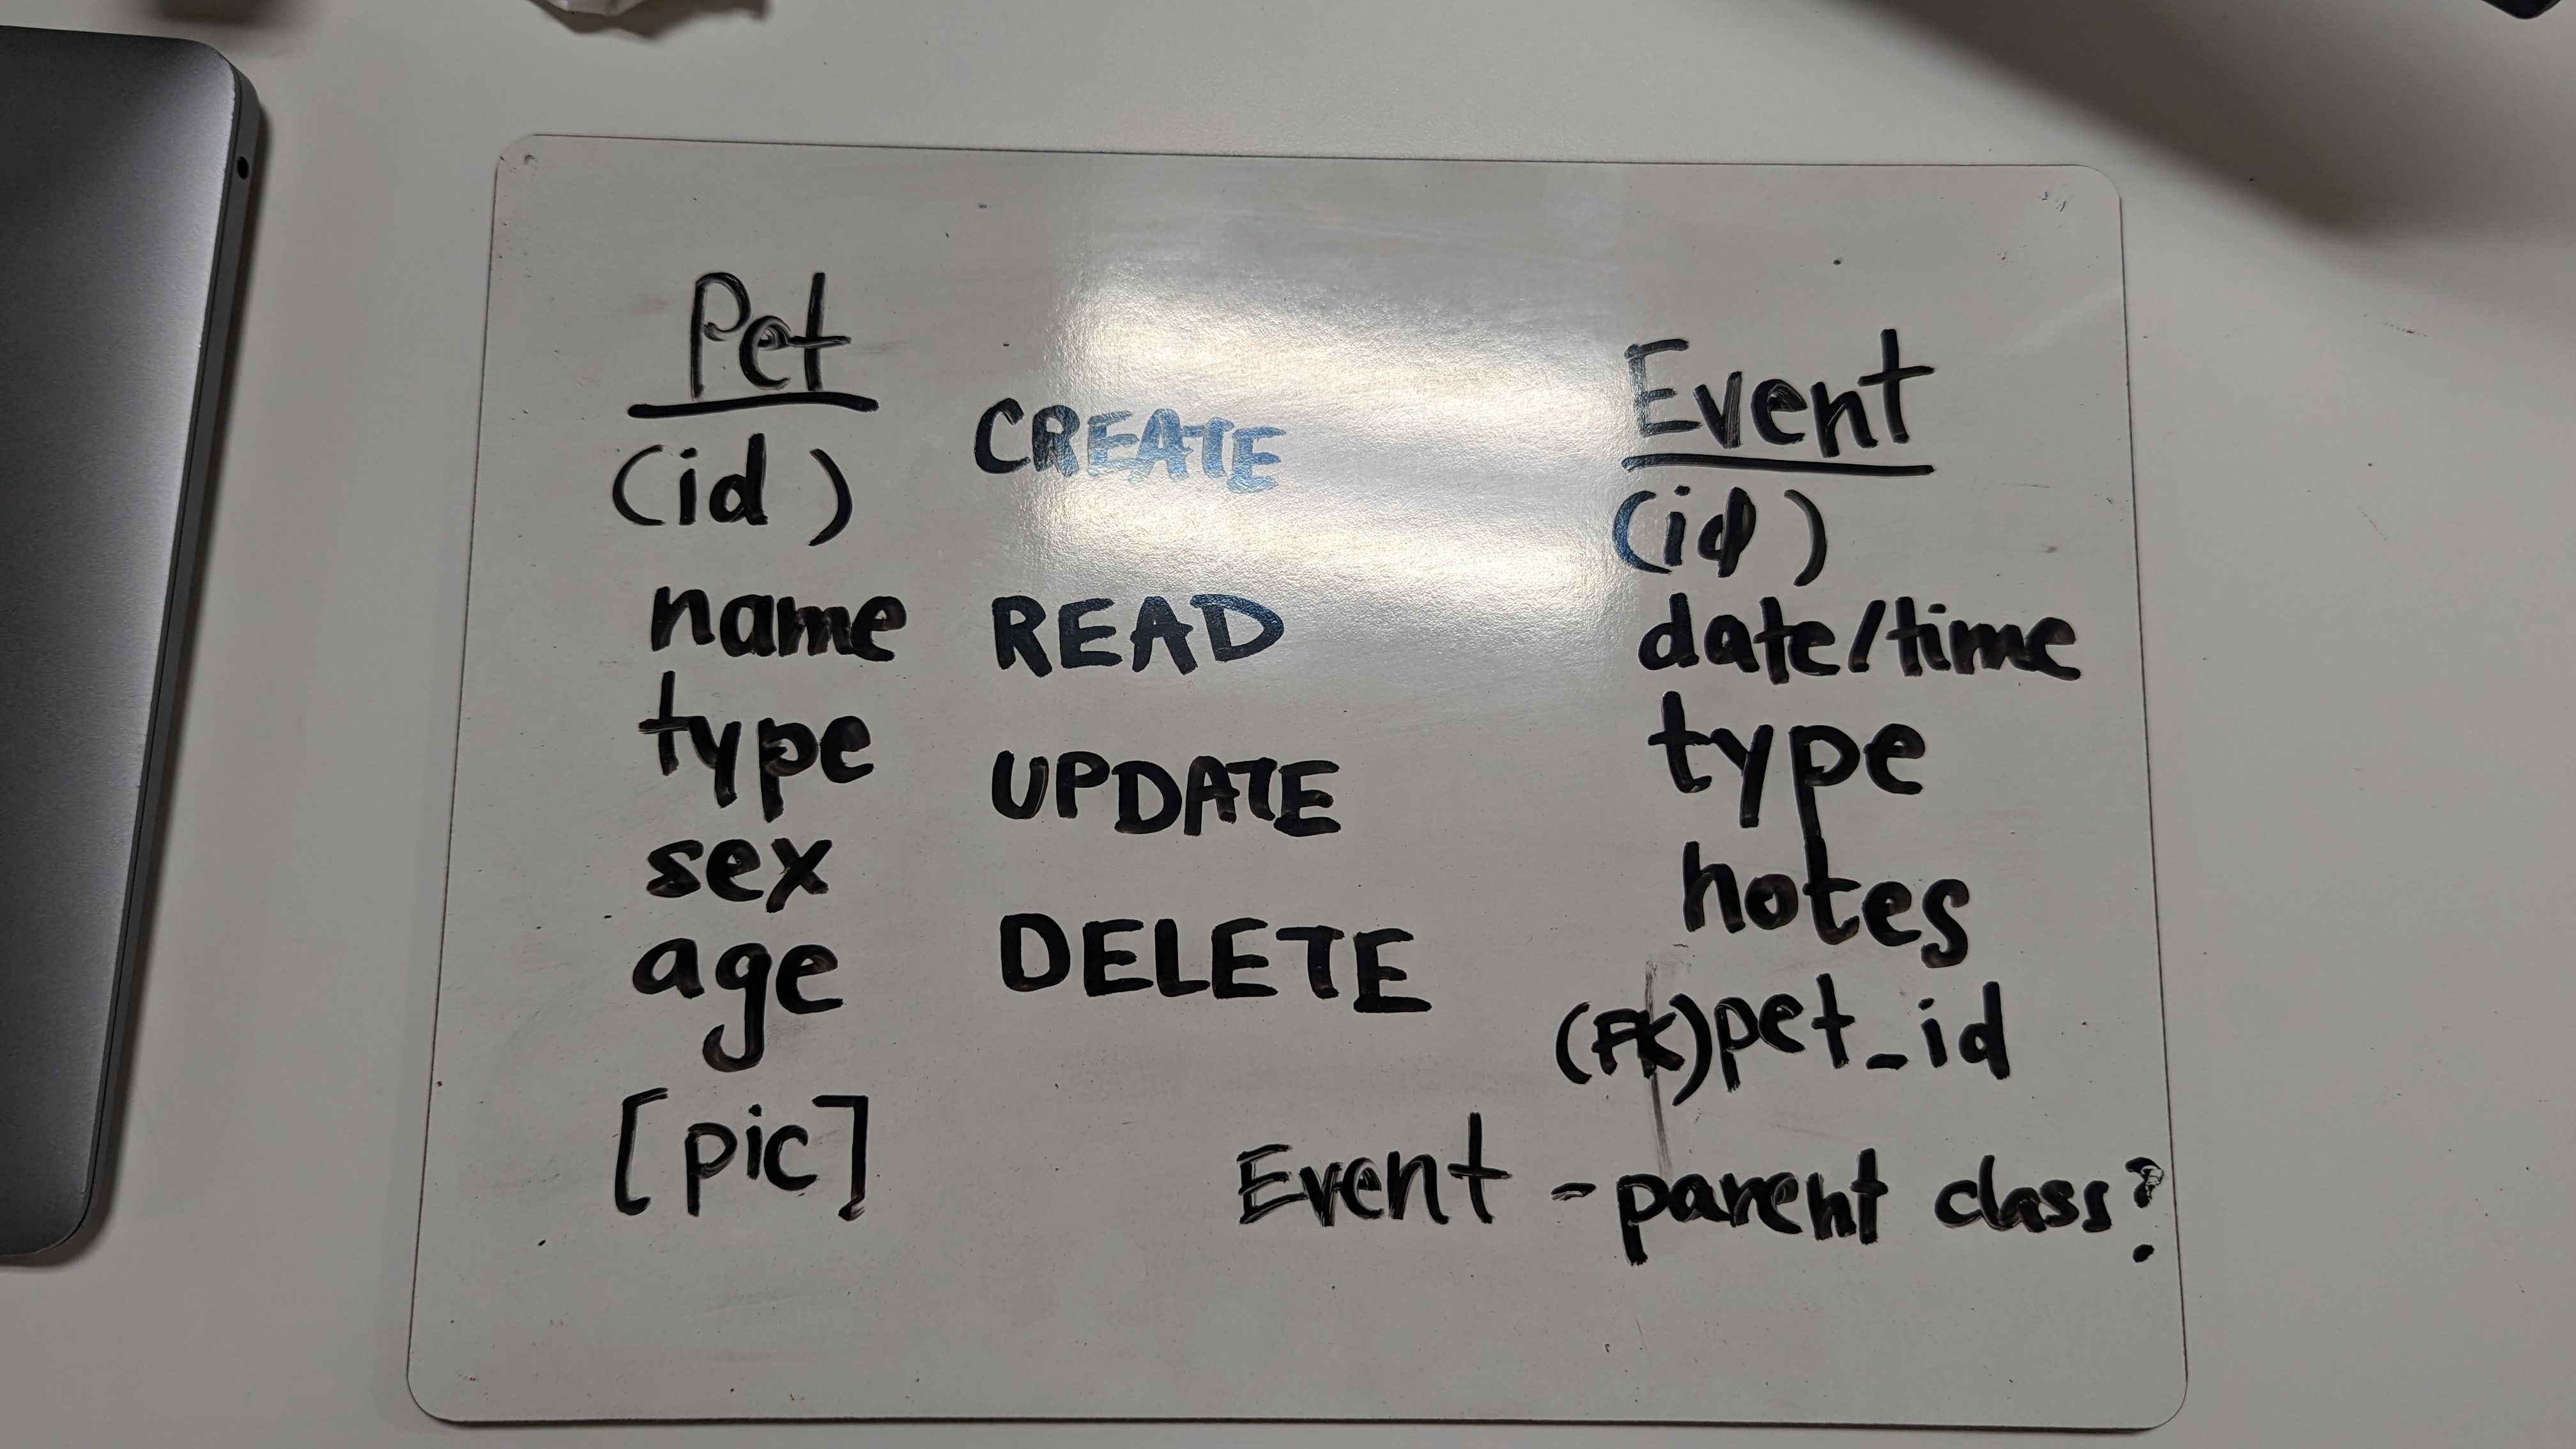 Pet
(id)
name
type
sex
age
[pic]
CREATE
READ
UPDATE
DELETE
Event
(id)
date/time
type
notes
(FK)pet_id
Event - parent class?